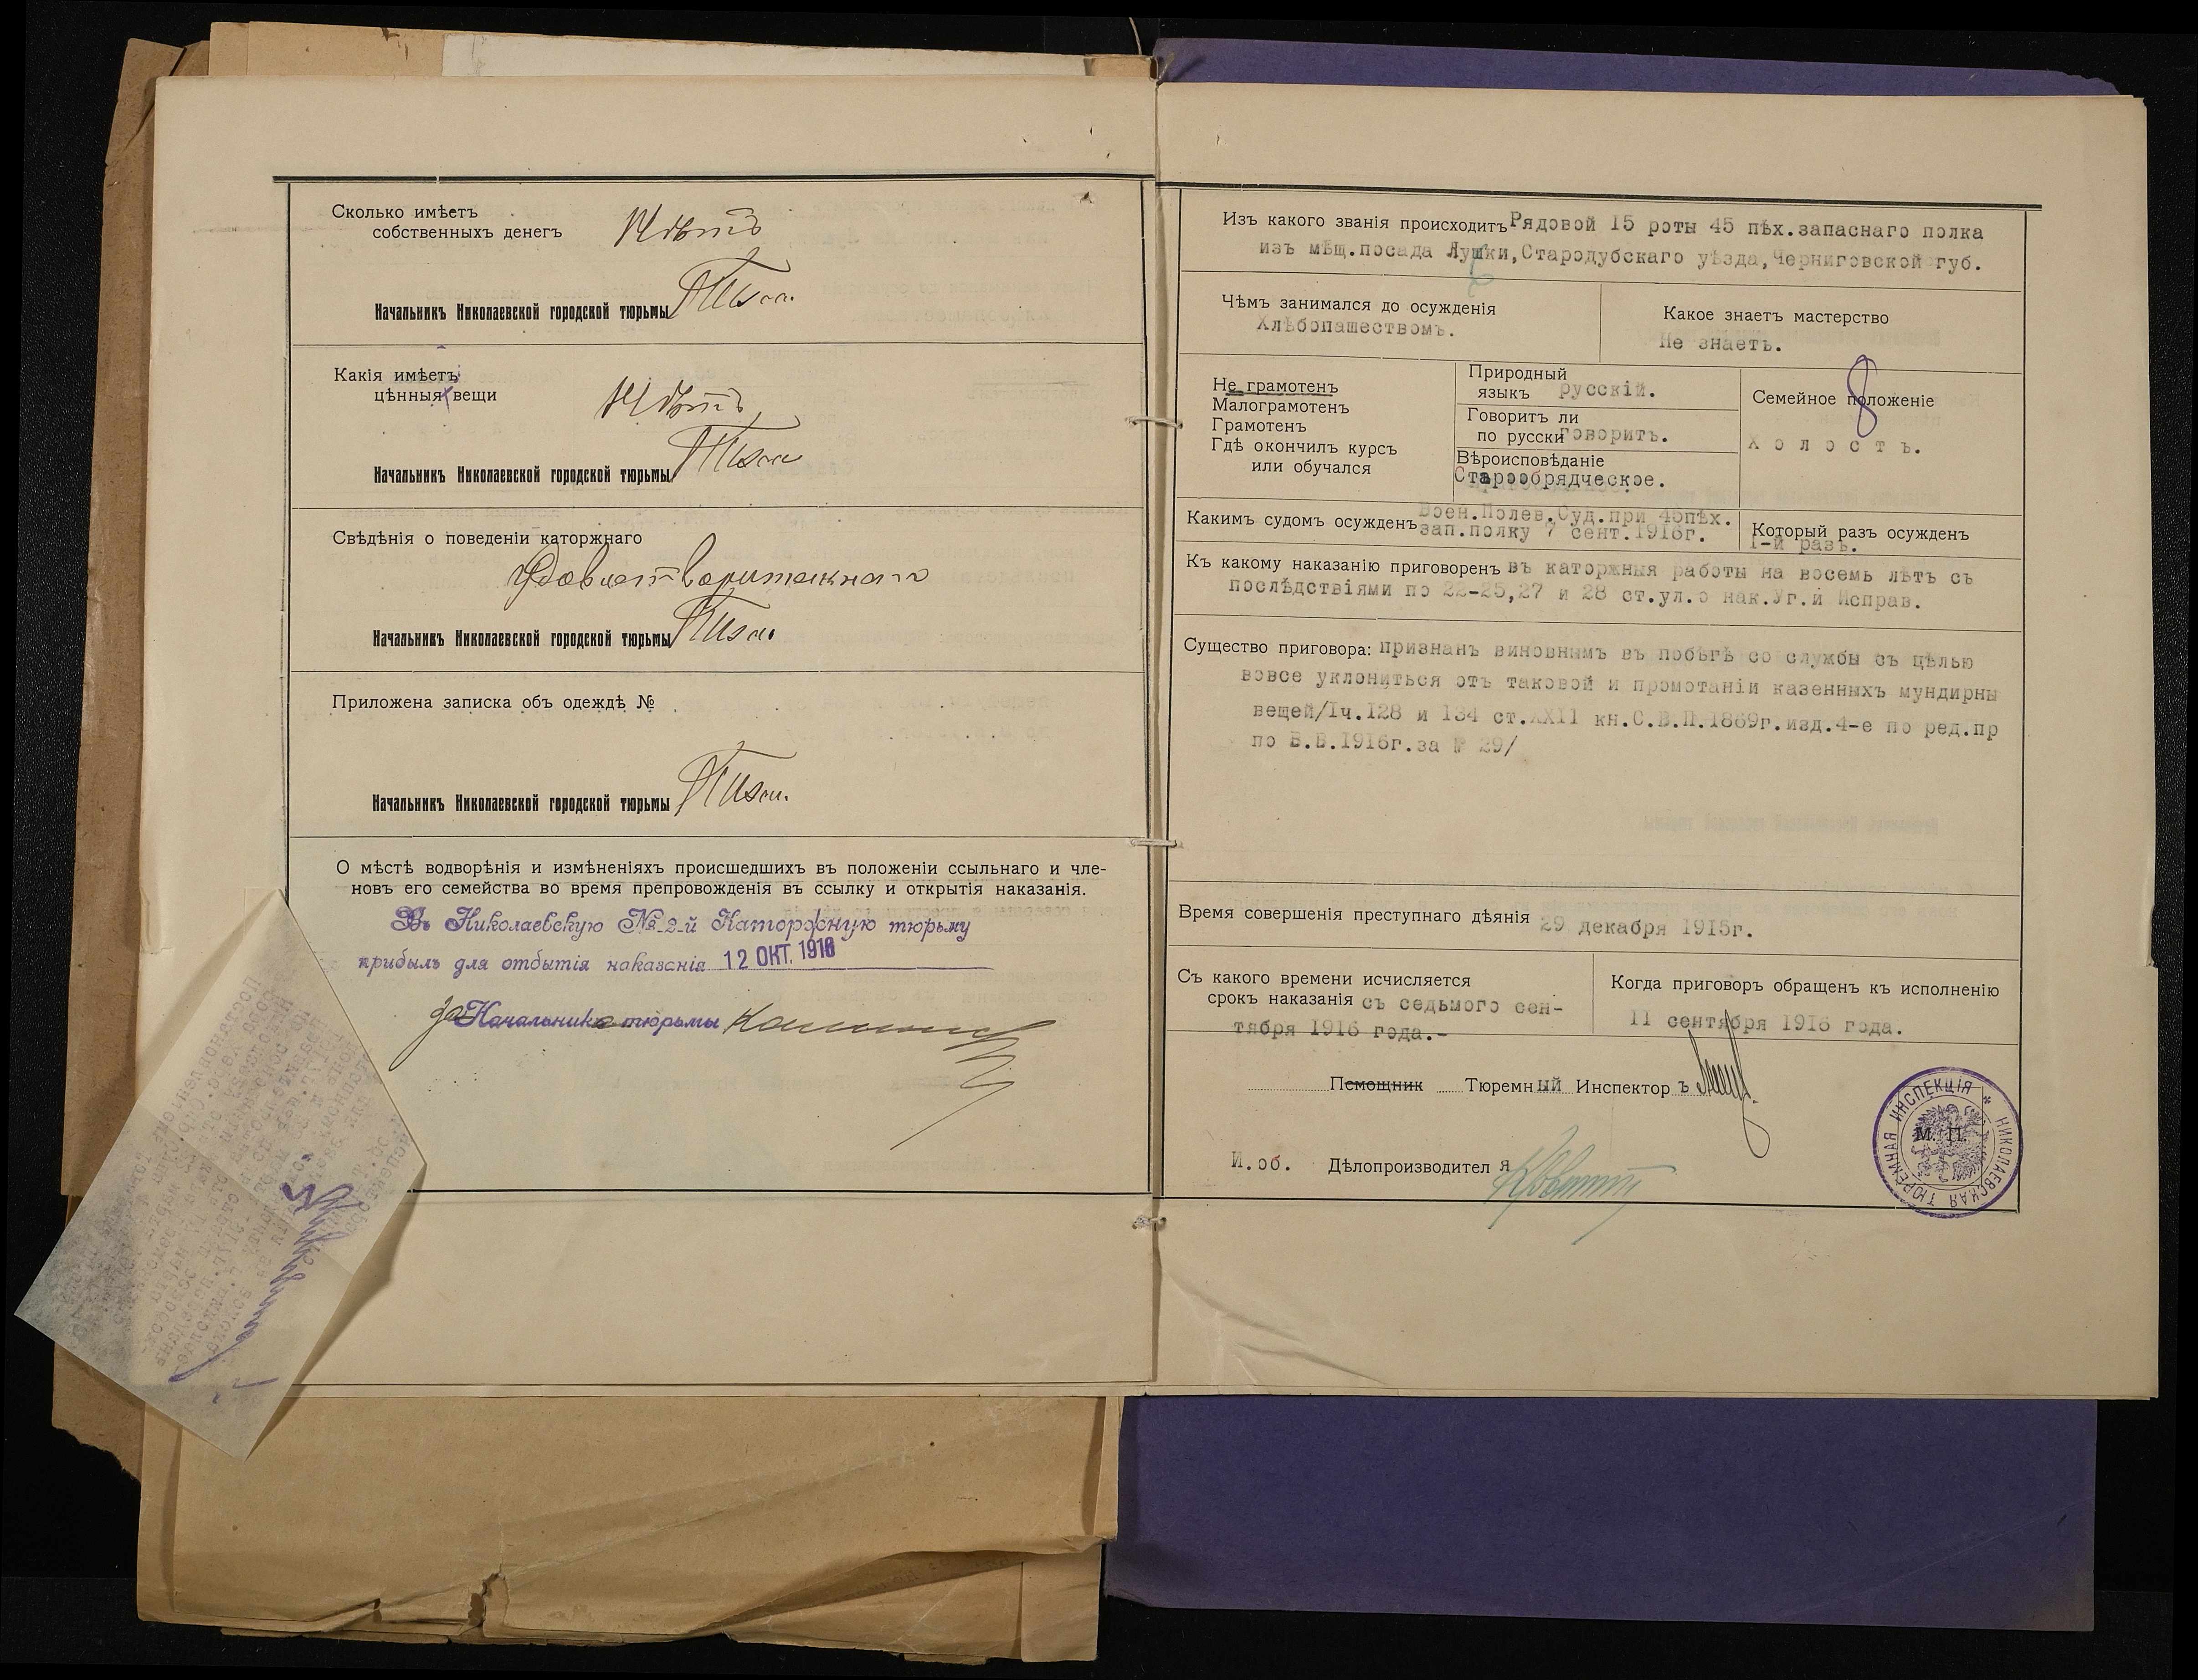 Сколько имѣетъ
собственныхъ денегъ
Нѣтъ
Начальникъ Николаевской городской тюрьмы
Какія имѣетъ
цѣнныя вещи
Нѣтъ
Начальникъ Николаевской городской тюрьмы
Свѣдѣнія о поведеніи каторжнаго
Удовлетворительнаго
Начальникъ Николаевской городской тюрьмы
Приложена записка объ одеждѣ №
Начальникъ Николаевской городской тюрьмы
О мѣстѣ водворѣнія и измѣненіяхъ происшедшихъ въ положеніи ссыльнаго и чле-
новъ его семейства во время препровожденія въ ссылку и открытія наказанія.
Въ Николаевскую № 2-й Каторжную тюрьму
прибылъ для отбытія наказанія 12 ОКТ. 1916
за Начальника тюрьмы
Изъ какого званія происходитъ Рядовой 15 роты 45 пѣх.запаснаго полка
изъ мѣщ.посада Лушки,Стародубскаго уѣзда,Черниговской губ.
Чѣмъ занимался до осужденія
Хлѣбопашествомъ.
Какое знаетъ мастерство
Не знаетъ.
Не грамотенъ
Малограмотенъ
Грамотенъ
Гдѣ окончилъ курсъ
или обучался
Природный
языкъ русскій.
Говоритъ ли
по русски говоритъ.
Вѣроисповѣданіе
Старообрядческое.
8
Семейное положеніе
Холостъ.
Какимъ судомъ осужденъ Воен.Полев.Суд.при 45пѣх.
зап.полку 7 сент.1916г.
Который разъ осужденъ
1-й разъ.
Къ какому наказанію приговоренъ въ каторжныя работы на восемь лѣтъ съ
послѣдствіями по 22-25,27 и 28 ст.ул.о нак.Уг.и Исправ.
Существо приговора: признанъ виновнымъ въ побѣгѣ со службы съ цѣлью
вовсе уклониться отъ таковой и промотаніи казенныхъ мундирны
вещей/1ч.128 и 134 ст.XXII кн.С.В.П.1869г.изд.4-е по ред.пр
по В.В.1916г.за № 29/
Время совершенія преступнаго дѣянія 29 декабря 1915г.
Съ какого времени исчисляется
срокъ наказанія съ седьмого сен-
тября 1916 года.-
Когда приговоръ обращенъ къ исполненію
11 сентября 1916 года.
Помощник Тюремный Инспекторъ
И.об. Дѣлопроизводителя
М. П.
НИКОЛАЕВСКАЯ ТЮРЕМНАЯ ИНСПЕКЦІЯ